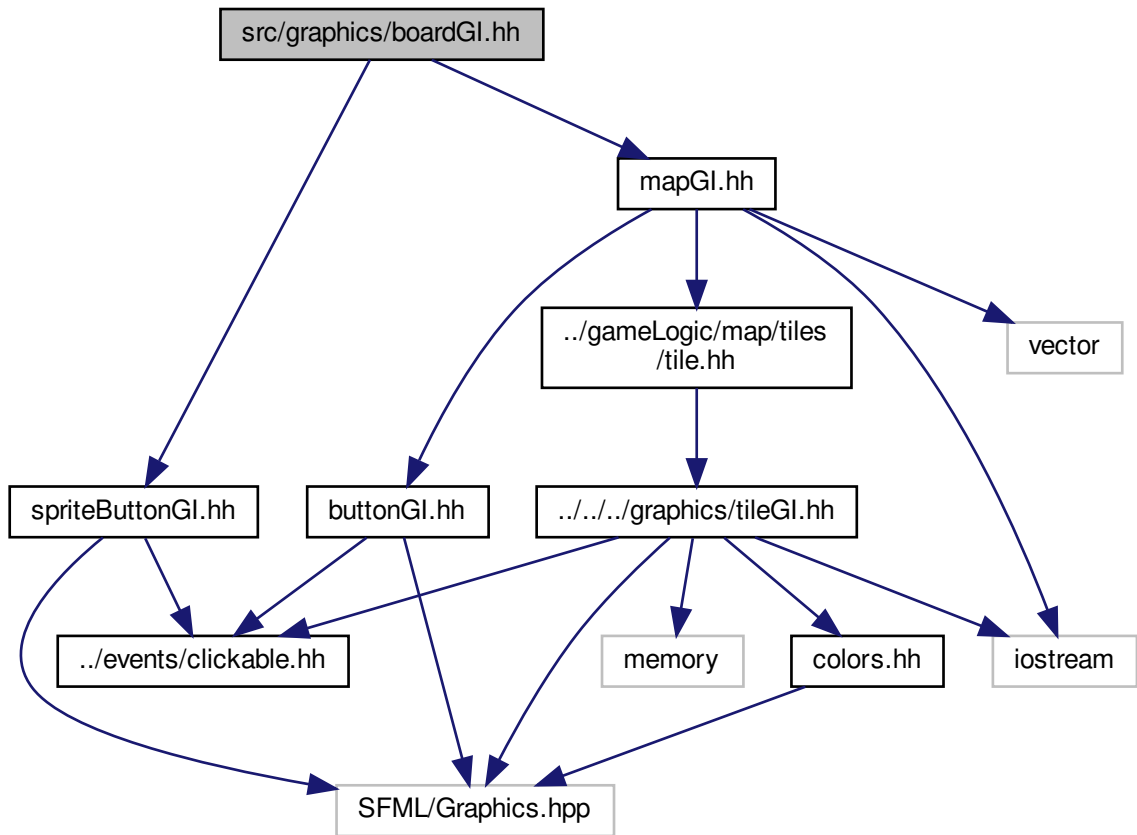 src/graphics/boardGI.hh
mapGI.hh
../gameLogic/map/tiles
/tile.hh
vector
spriteButtonGI.hh
buttonGI.hh
../../../graphics/tileGI.hh
../events/clickable.hh
memory
colors.hh
iostream
SFML/Graphics.hpp